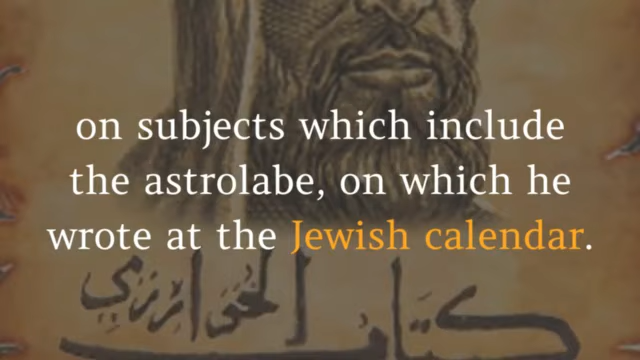 on subjects which include
the astrolabe, on which he
wrote at the Jewish calendar.
الخوارزمي
كتاب